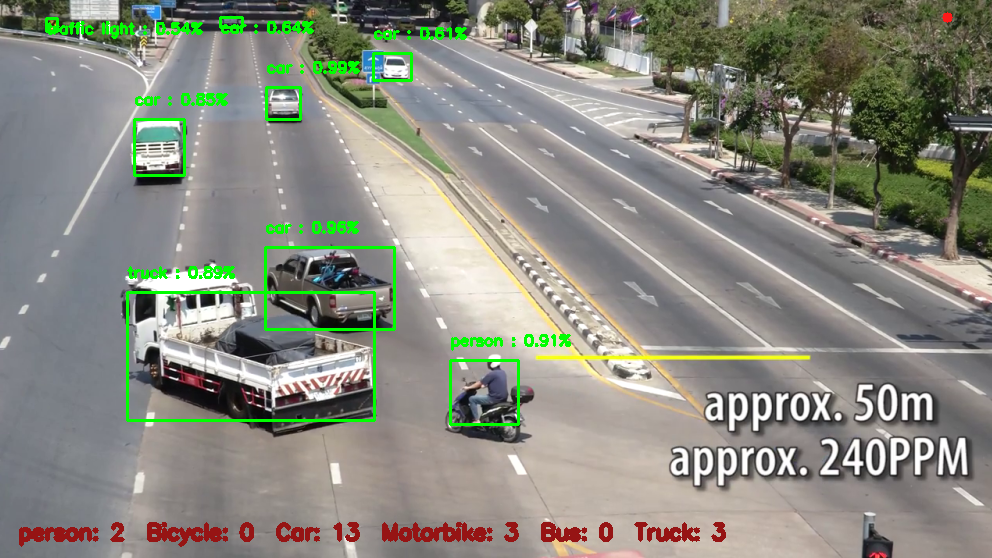 traffic light : 0.54%
car : 0.64%
car : 0.61%
car : 0.99%
car : 0.85%
car : 0.96%
truck : 0.89%
person : 0.91%
approx. 50m
approx. 240PPM
person: 2 Bicycle: 0 Car: 13 Motorbike: 3 Bus: 0 Truck: 3